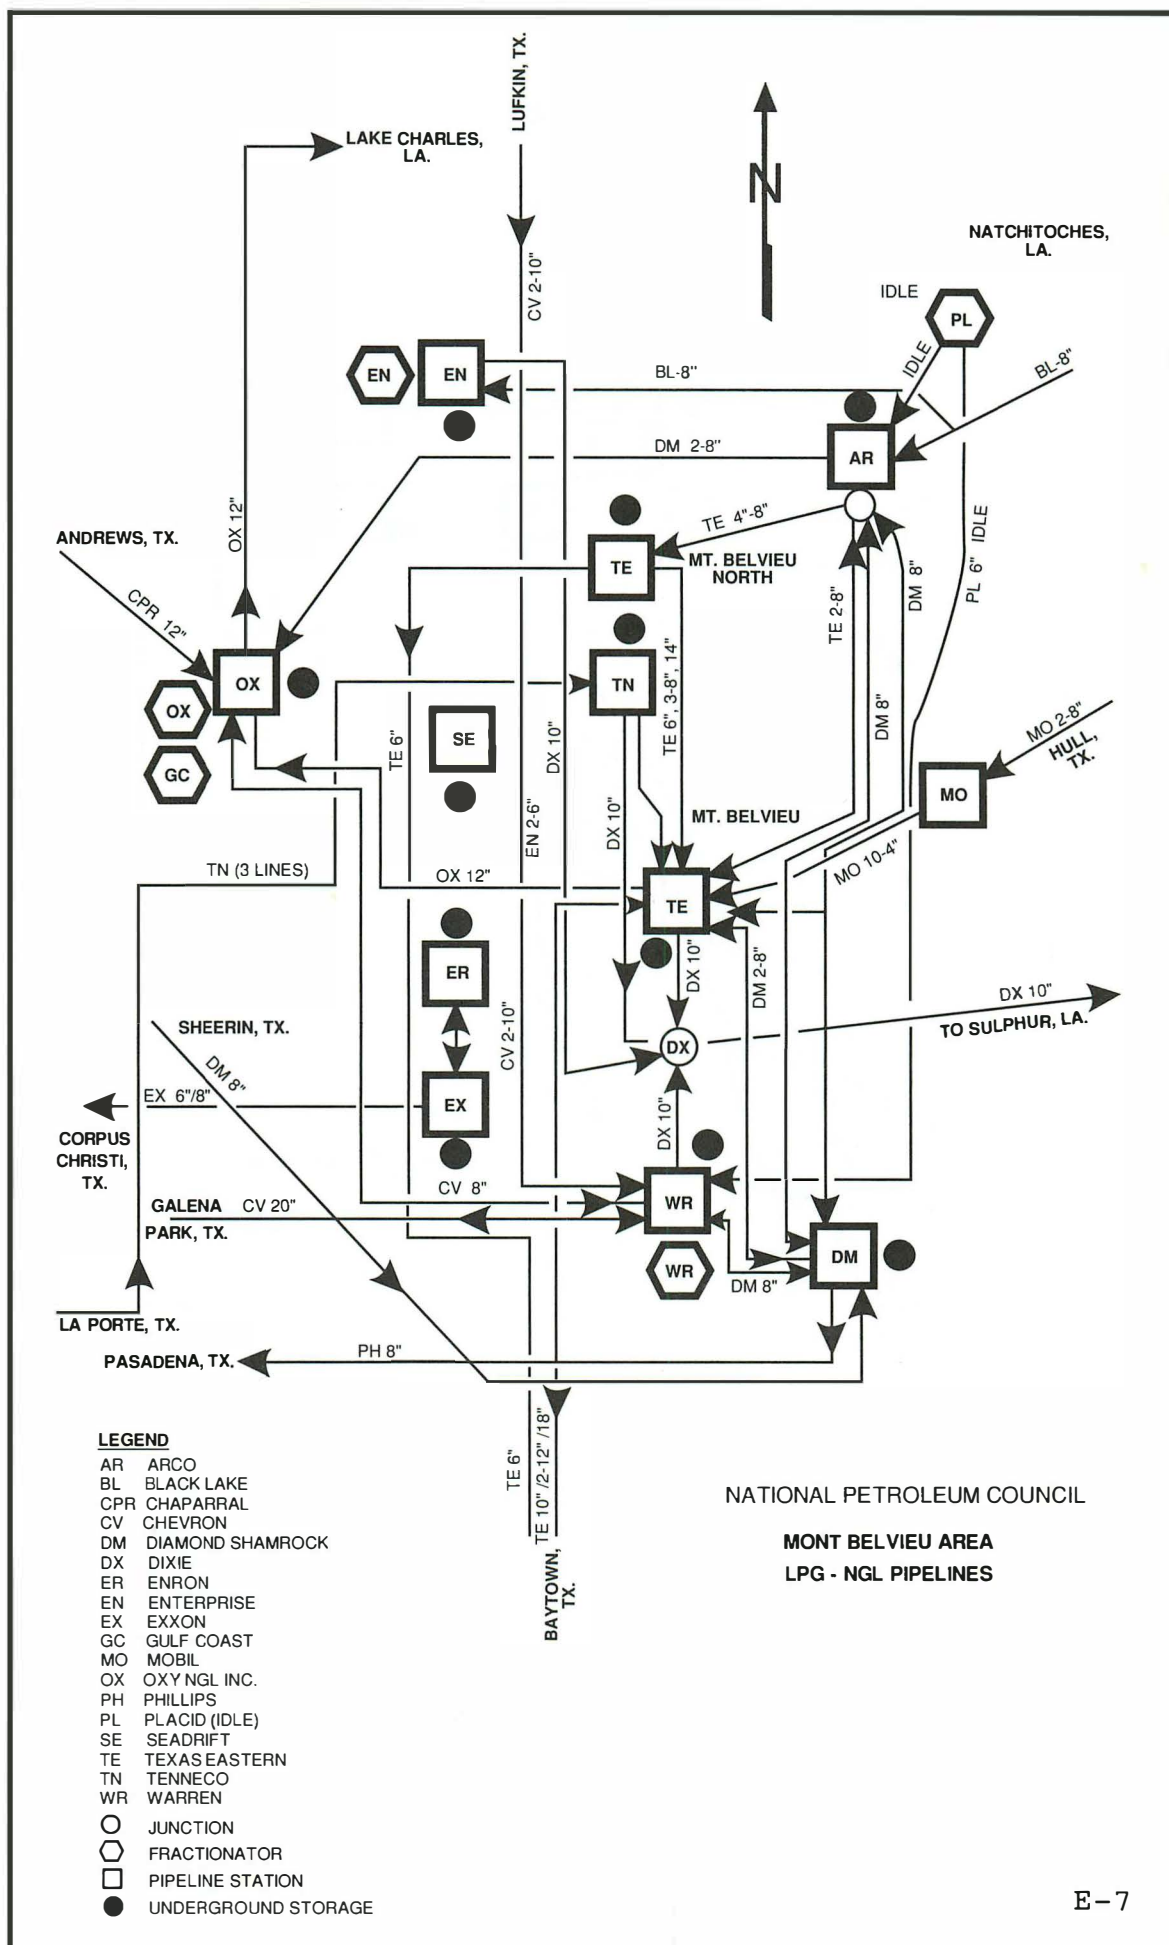 LUFKIN, TX.
LAKE CHARLES,
LA.
N
NATCHITOCHES,
LA.
CV 2-10"
IDLE
PL
EN
EN
IDLE
BL-8"
BL-8"
AR
DM 2-8"
OX 12"
TE 4"-8"
ANDREWS, TX.
TE
MT. BELVIEU
NORTH
DM 8"
PL 6" IDLE
CPR 12"
TE 2-8"
OX
TN
TE 6", 3-8", 14"
OX
SE
TE 6"
DX 10"
DM 8"
MO 2-8"
HULL,
TX.
GC
MO
EN 2-6"
DX 10"
MT. BELVIEU
MO 10-4"
TN (3 LINES)
OX 12"
TE
ER
DX 10"
DM 2-8"
DX 10"
TO SULPHUR, LA.
SHEERIN, TX.
CV 2-10"
DX
DM 8"
EX 6"/8"
EX
DX 10"
CORPUS
CHRISTI,
TX.
CV 8"
WR
GALENA
PARK, TX.
CV 20"
WR
DM
DM 8"
LA PORTE, TX.
PASADENA, TX.
PH 8"
TE 6"
TE 10" /2-12" /18"
BAYTOWN,
TX.
LEGEND
AR ARCO
BL BLACK LAKE
CPR CHAPARRAL
CV CHEVRON
DM DIAMOND SHAMROCK
DX DIXIE
ER ENRON
EN ENTERPRISE
EX EXXON
GC GULF COAST
MO MOBIL
OX OXY NGL INC.
PH PHILLIPS
PL PLACID (IDLE)
SE SEADRIFT
TE TEXAS EASTERN
TN TENNECO
WR WARREN
JUNCTION
FRACTIONATOR
PIPELINE STATION
UNDERGROUND STORAGE
NATIONAL PETROLEUM COUNCIL
MONT BELVIEU AREA
LPG - NGL PIPELINES
E-7